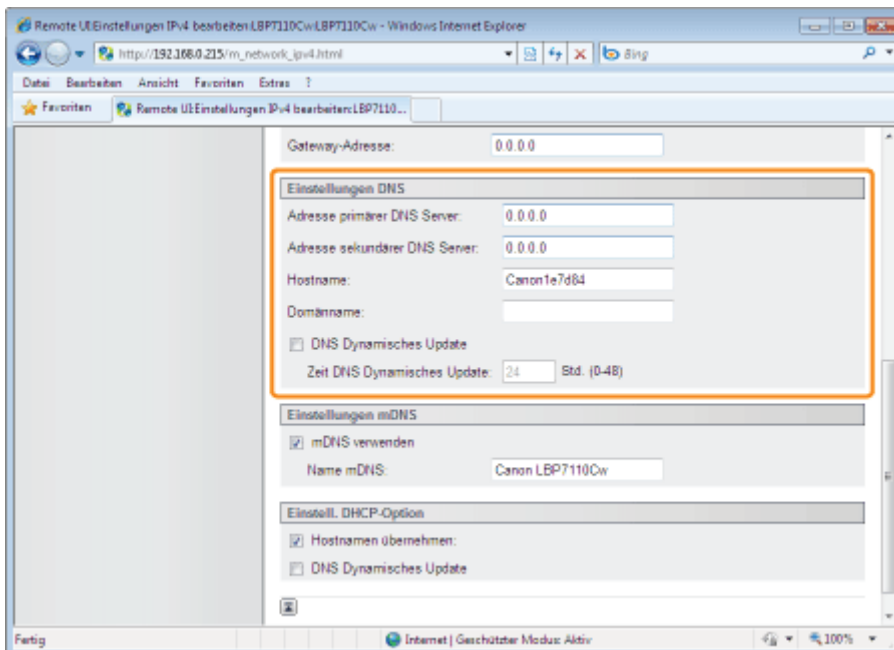 Remote UI:Einstellungen IPv4 bearbeiten:LBP7110Cw:LBP7110Cw - Windows Internet Explorer
http://192.168.0.215/m_network_ipv4.html
Bing
Datei Bearbeiten Ansicht Favoriten Extras ?
Favoriten Remote UI:Einstellungen IPv4 bearbeiten:LBP7110...
Gateway-Adresse: 0.0.0.0
Einstellungen DNS
Adresse primärer DNS Server: 0.0.0.0
Adresse sekundärer DNS Server: 0.0.0.0
Hostname: Canon1e7d84
Domänname:
DNS Dynamisches Update
Zeit DNS Dynamisches Update: 24 Std. (0-48)
Einstellungen mDNS
mDNS verwenden
Name mDNS: Canon LBP7110Cw
Einstell. DHCP-Option
Hostnamen übernehmen:
DNS Dynamisches Update
Fertig Internet | Geschützter Modus: Aktiv 100%